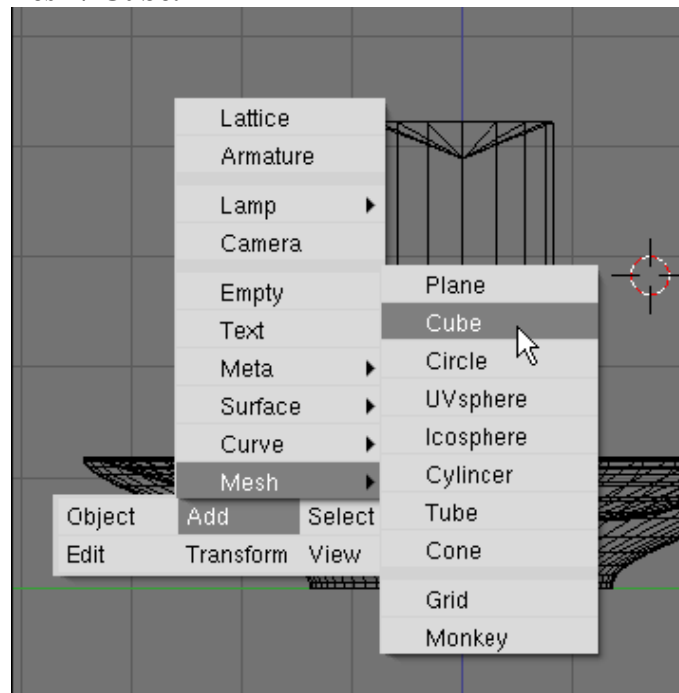 Lattice
Armature
Lamp
Camera
Empty
Text
Meta
Surface
Curve
Mesh
Object Add Select
Edit Transform View
Plane
Cube
Circle
UVsphere
Icosphere
Cylincer
Tube
Cone
Grid
Monkey